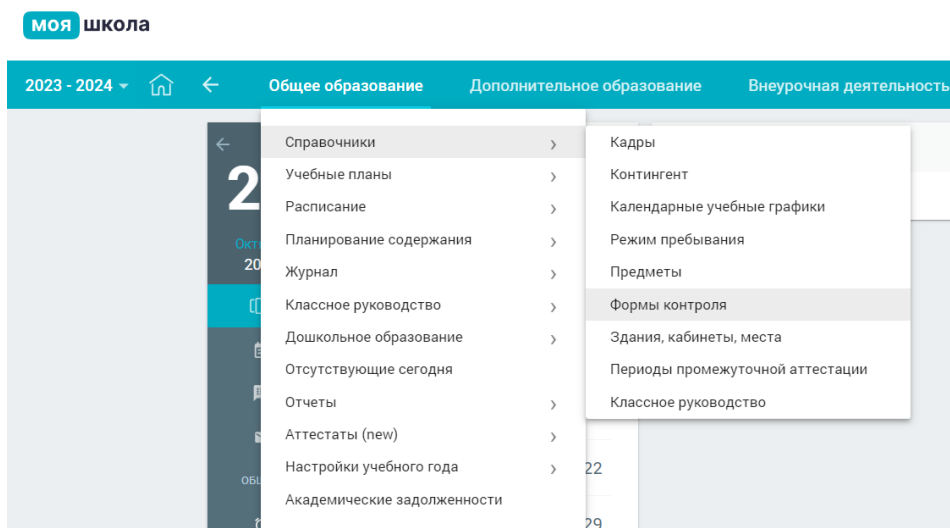 моя школа
2023 - 2024
Общее образование
Дополнительное образование
Внеурочная деятельность
Справочники
Учебные планы
Расписание
Планирование содержания
Журнал
Классное руководство
Дошкольное образование
Отсутствующие сегодня
Отчеты
Аттестаты (new)
Настройки учебного года
Академические задолженности
Кадры
Контингент
Календарные учебные графики
Режим пребывания
Предметы
Формы контроля
Здания, кабинеты, места
Периоды промежуточной аттестации
Классное руководство
2
20
22
29